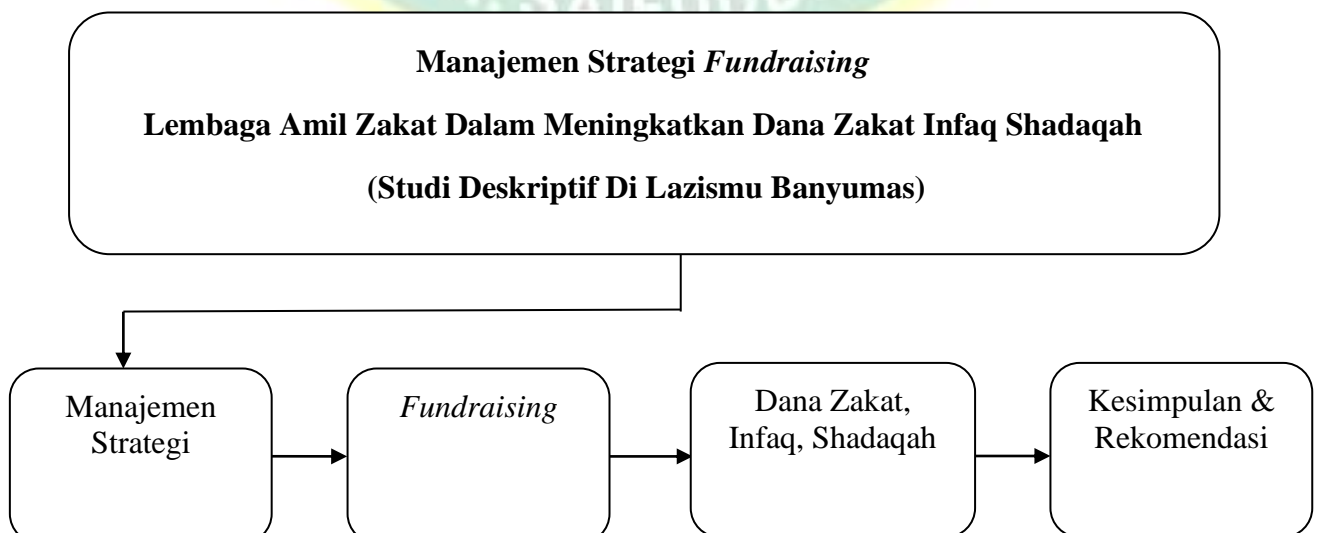 Manajemen Strategi Fundraising
Lembaga Amil Zakat Dalam Meningkatkan Dana Zakat Infaq Shadaqah
(Studi Deskriptif Di Lazismu Banyumas)
Manajemen
Strategi
Fundraising
Dana Zakat,
Infaq, Shadaqah
Kesimpulan &
Rekomendasi